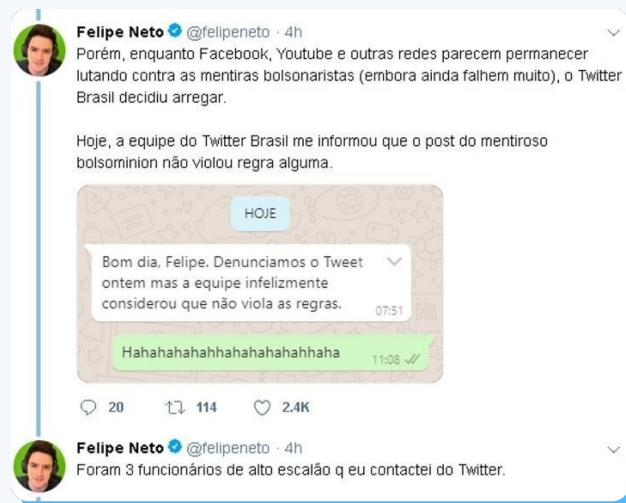 Felipe Neto @felipeneto · 4h
Porém, enquanto Facebook, Youtube e outras redes parecem permanecer
lutando contra as mentiras bolsonaristas (embora ainda falhem muito), o Twitter
Brasil decidiu arregar.
Hoje, a equipe do Twitter Brasil me informou que o post do mentiroso
bolsominion não violou regra alguma.
HOJE
Bom dia, Felipe. Denunciamos o Tweet
ontem mas a equipe infelizmente
considerou que não viola as regras.
07:51
Hahahahahahhahahahahahhaha
11:08
20 114 2.4K
Felipe Neto @felipeneto · 4h
Foram 3 funcionários de alto escalão q eu contactei do Twitter.